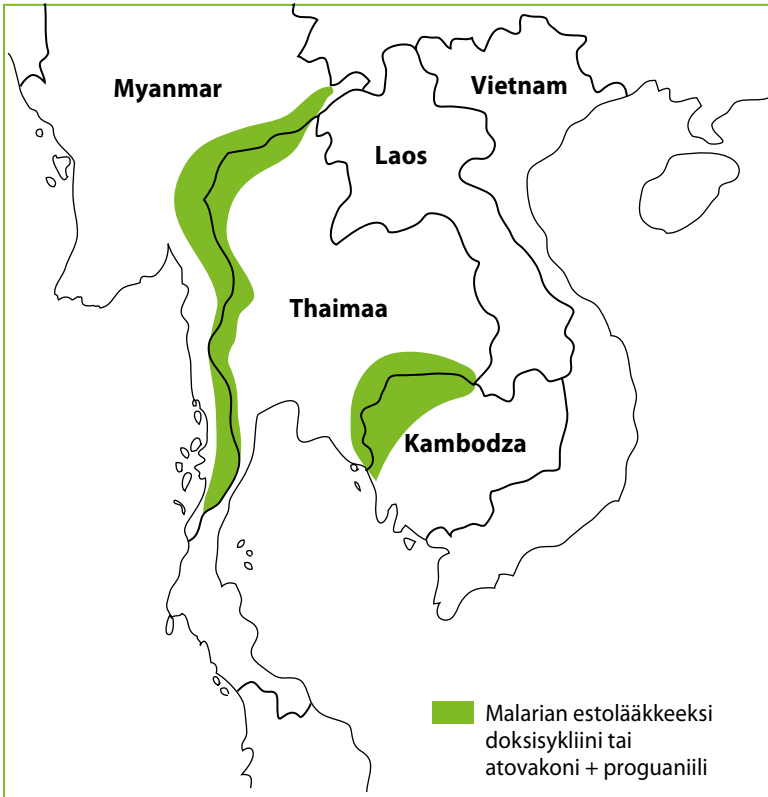 Myanmar
Vietnam
Laos
Thaimaa
Kambodza
Malarian estolääkkeeksi
doksisykliini tai
atovakoni + proguaniili